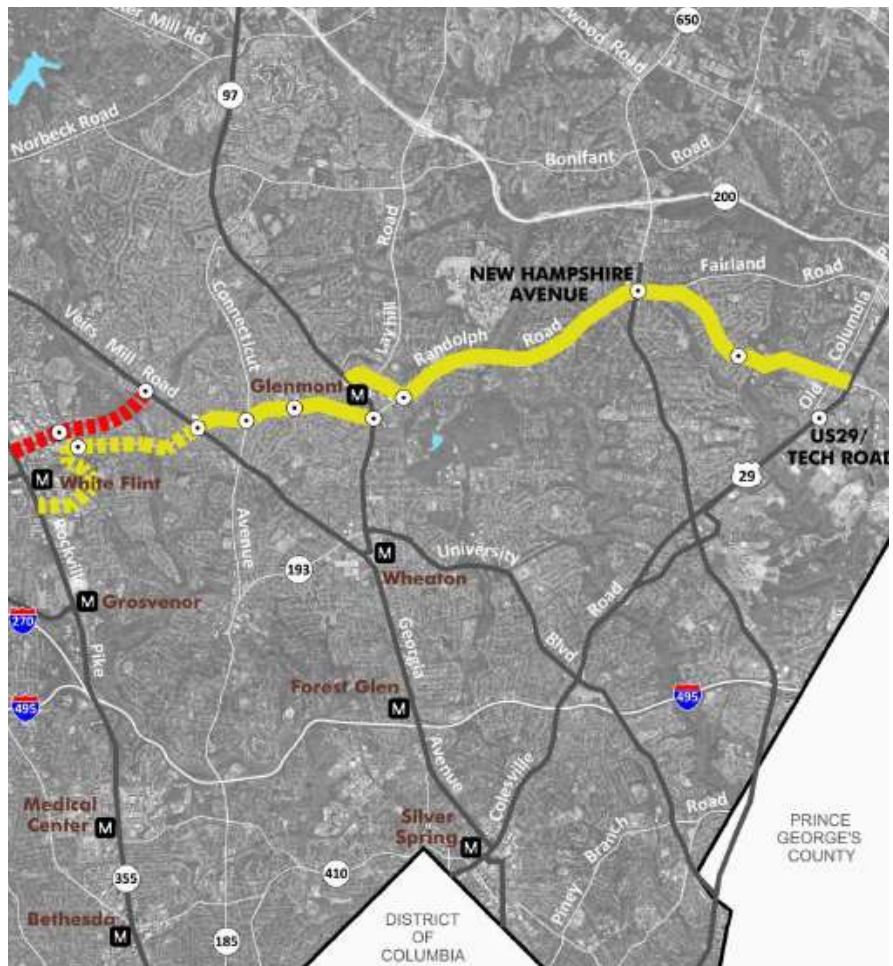 Mill Rd
650
Road
97
Norbeck Road
Bonifant Road
200
Layhill Road
Connecticut Avenue
NEW HAMPSHIRE
AVENUE
Fairland Road
Veirs Mill Road
Randolph Road
Old Columbia
Glenmont
M
US29/
TECH ROAD
29
M
White Flint
Rockville Pike
University Blvd
M
Wheaton
193
M
Grosvenor
270
Georgia Avenue
Colesville Road
Forest Glen
M
495
495
Medical
Center
M
Silver
Spring
M
Piney Branch Road
PRINCE
GEORGE'S
COUNTY
355
410
Bethesda
M
185
DISTRICT
OF
COLUMBIA